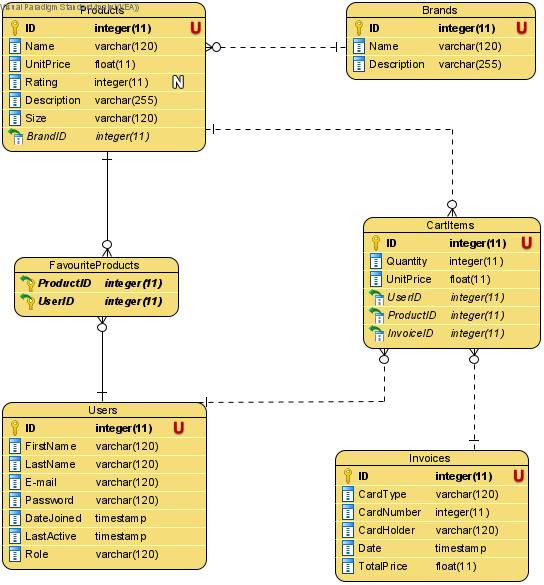 Products
ID integer(11) U
Name varchar(120)
UnitPrice float(11)
Rating integer(11) N
Description varchar(255)
Size varchar(120)
BrandID integer(11)
Brands
ID integer(11) U
Name varchar(120)
Description varchar(255)
CartItems
ID integer(11) U
Quantity integer(11)
UnitPrice float(11)
UserID integer(11)
ProductID integer(11)
InvoiceID integer(11)
FavouriteProducts
ProductID integer(11)
UserID integer(11)
Users
ID integer(11) U
FirstName varchar(120)
LastName varchar(120)
E-mail varchar(120)
Password varchar(120)
DateJoined timestamp
LastActive timestamp
Role varchar(120)
Invoices
ID integer(11) U
CardType varchar(120)
CardNumber integer(11)
CardHolder varchar(120)
Date timestamp
TotalPrice float(11)